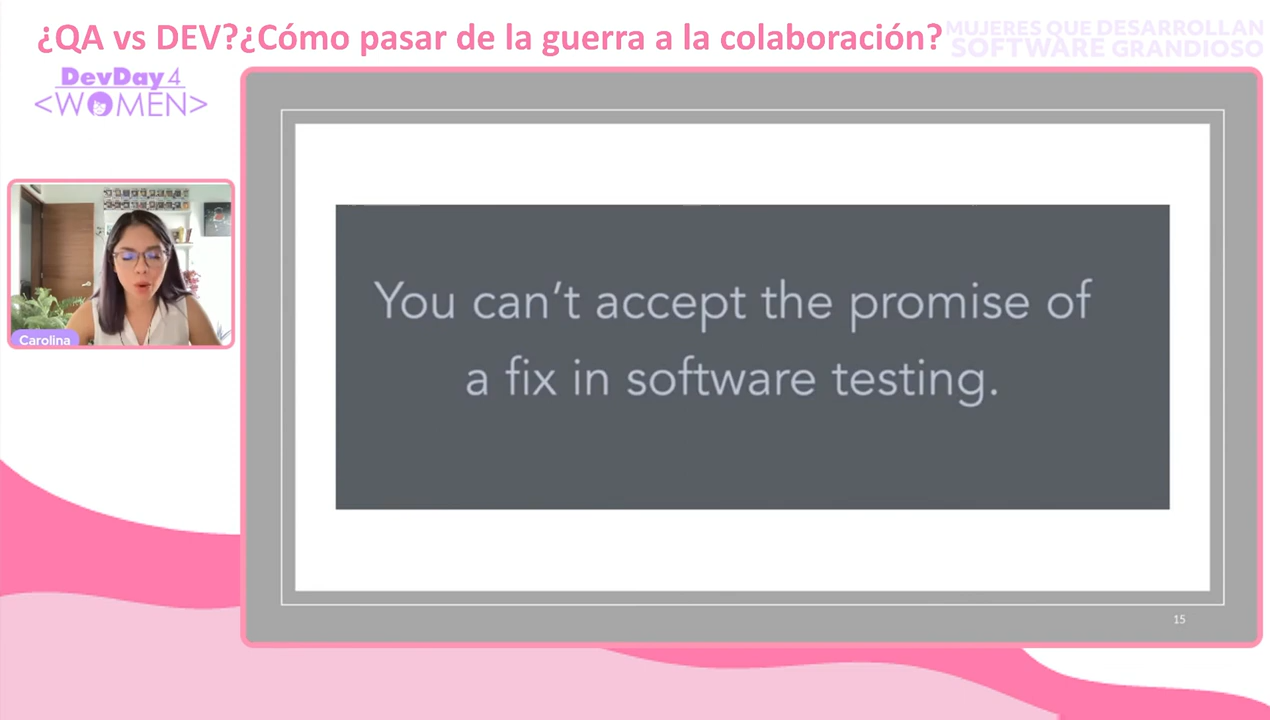 ¿QA vs DEV?¿Cómo pasar de la guerra a la colaboración?
MUJERES QUE DESARROLLAN
SOFTWARE GRANDIOSO
DevDay4
<WOMEN>
Carolina
You can't accept the promise of
a fix in software testing.
15